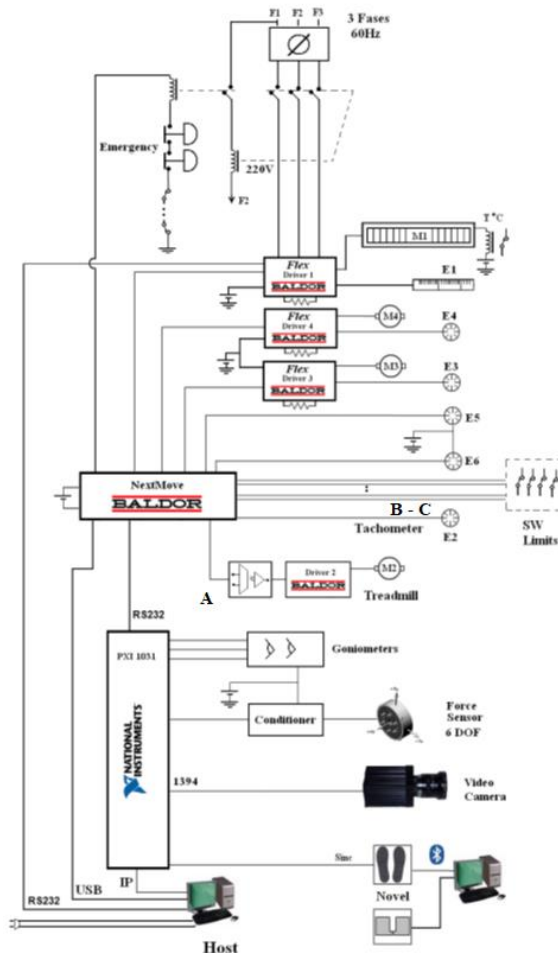 F1 F2 F3
3 Fases
60Hz
Emergency
220V
F2
T °C
M1
Flex
Driver 1
BALDOR
E1
Flex
Driver 4
BALDOR
M4
E4
Flex
Driver 3
BALDOR
M3
E3
E5
E6
NextMove
BALDOR
B - C
Tachometer
E2
SW
Limits
A
Driver 2
BALDOR
M2
Treadmill
RS232
PXI 1031
NATIONAL
INSTRUMENTS
Goniometers
Conditioner
Force
Sensor
6 DOF
1394
Video
Camera
Sinc
Novel
USB
IP
RS232
Host